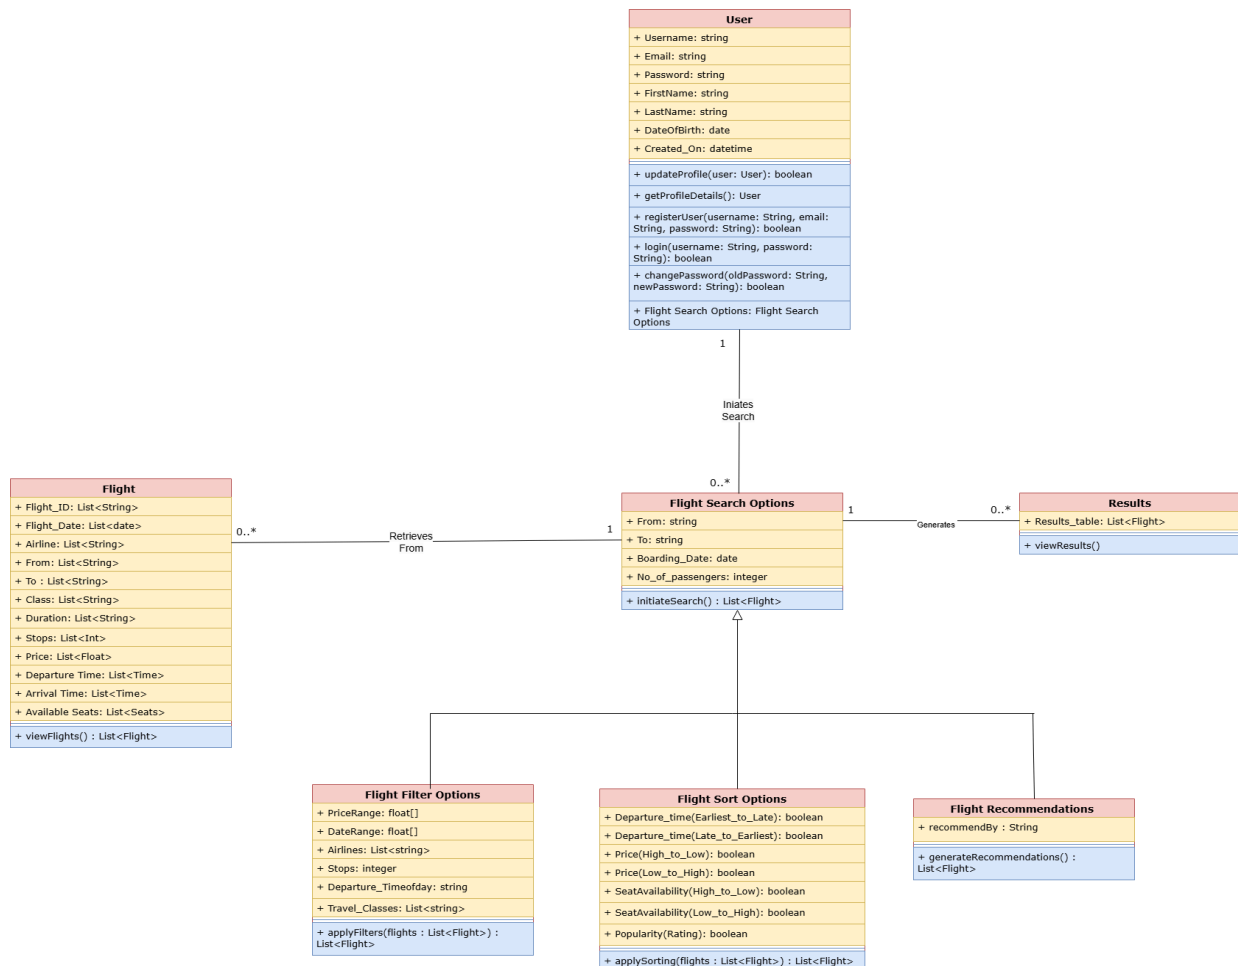 User
+ Username: string
+ Email: string
+ Password: string
+ FirstName: string
+ LastName: string
+ DateOfBirth: date
+ Created_On: datetime
+ updateProfile(user: User): boolean
+ getProfileDetails(): User
+ registerUser(username: String, email:
String, password: String): boolean
+ login(username: String, password:
String): boolean
+ changePassword(oldPassword: String,
newPassword: String): boolean
+ Flight Search Options: Flight Search
Options
1
Iniates
Search
0..*
Flight
+ Flight_ID: List<String>
+ Flight_Date: List<date>
+ Airline: List<String>
+ From: List<String>
+ To : List<String>
+ Class: List<String>
+ Duration: List<String>
+ Stops: List<Int>
+ Price: List<Float>
+ Departure Time: List<Time>
+ Arrival Time: List<Time>
+ Available Seats: List<Seats>
+ viewFlights() : List<Flight>
0..*
Retrieves
From
1
Flight Search Options
+ From: string
+ To: string
+ Boarding_Date: date
+ No_of_passengers: integer
+ initiateSearch() : List<Flight>
1
Generates
0..*
Results
+ Results_table: List<Flight>
+ viewResults()
Flight Filter Options
+ PriceRange: float[]
+ DateRange: float[]
+ Airlines: List<string>
+ Stops: integer
+ Departure_Timeofday: string
+ Travel_Classes: List<string>
+ applyFilters(flights : List<Flight>) :
List<Flight>
Flight Sort Options
+ Departure_time(Earliest_to_Late): boolean
+ Departure_time(Late_to_Earliest): boolean
+ Price(High_to_Low): boolean
+ Price(Low_to_High): boolean
+ SeatAvailability(High_to_Low): boolean
+ SeatAvailability(Low_to_High): boolean
+ Popularity(Rating): boolean
+ applySorting(flights : List<Flight>) : List<Flight>
Flight Recommendations
+ recommendBy : String
+ generateRecommendations() :
List<Flight>